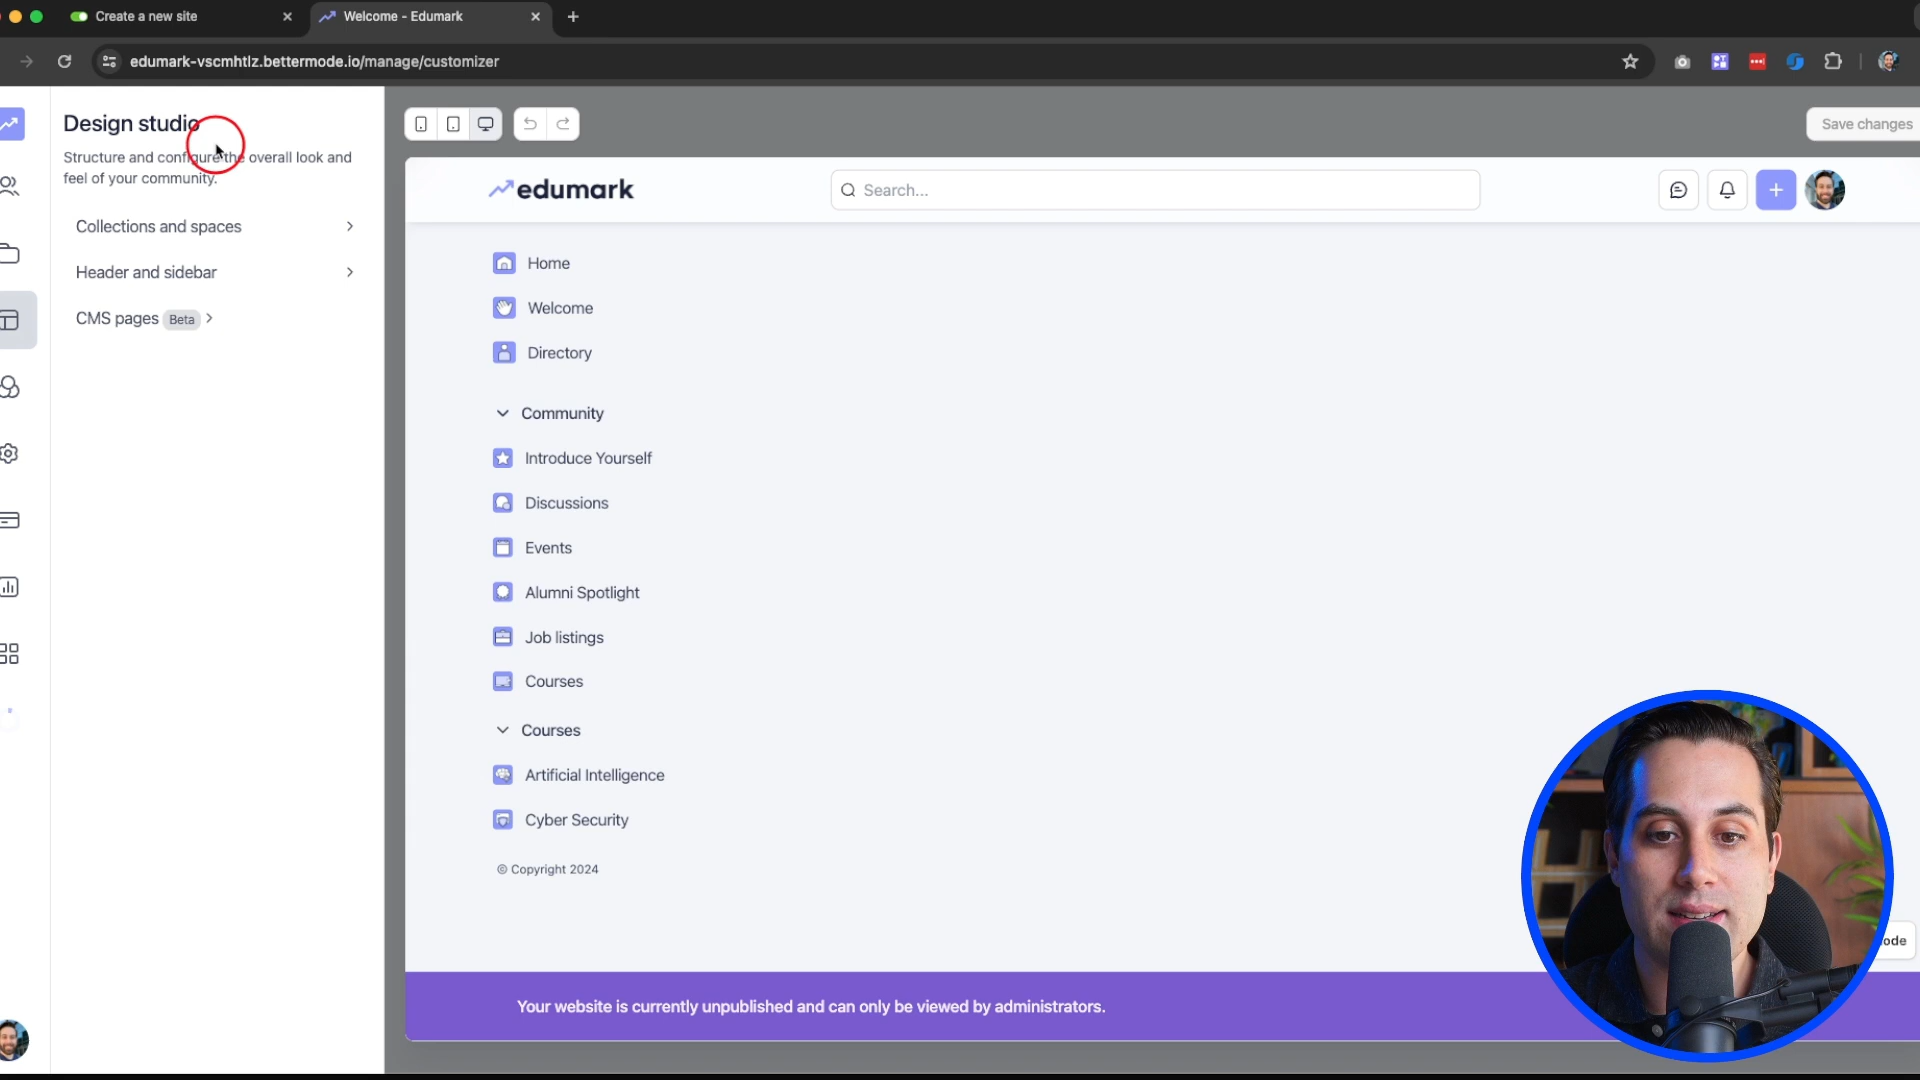 Create a new site
Welcome - Edumark
edumark-vscmhtlz.bettermode.io/manage/customizer
Design studio
Structure and configure the overall look and
feel of your community.
Collections and spaces
Header and sidebar
CMS pages Beta
Save changes
edumark
Search...
Home
Welcome
Directory
Community
Introduce Yourself
Discussions
Events
Alumni Spotlight
Job listings
Courses
Courses
Artificial Intelligence
Cyber Security
© Copyright 2024
Your website is currently unpublished and can only be viewed by administrators.